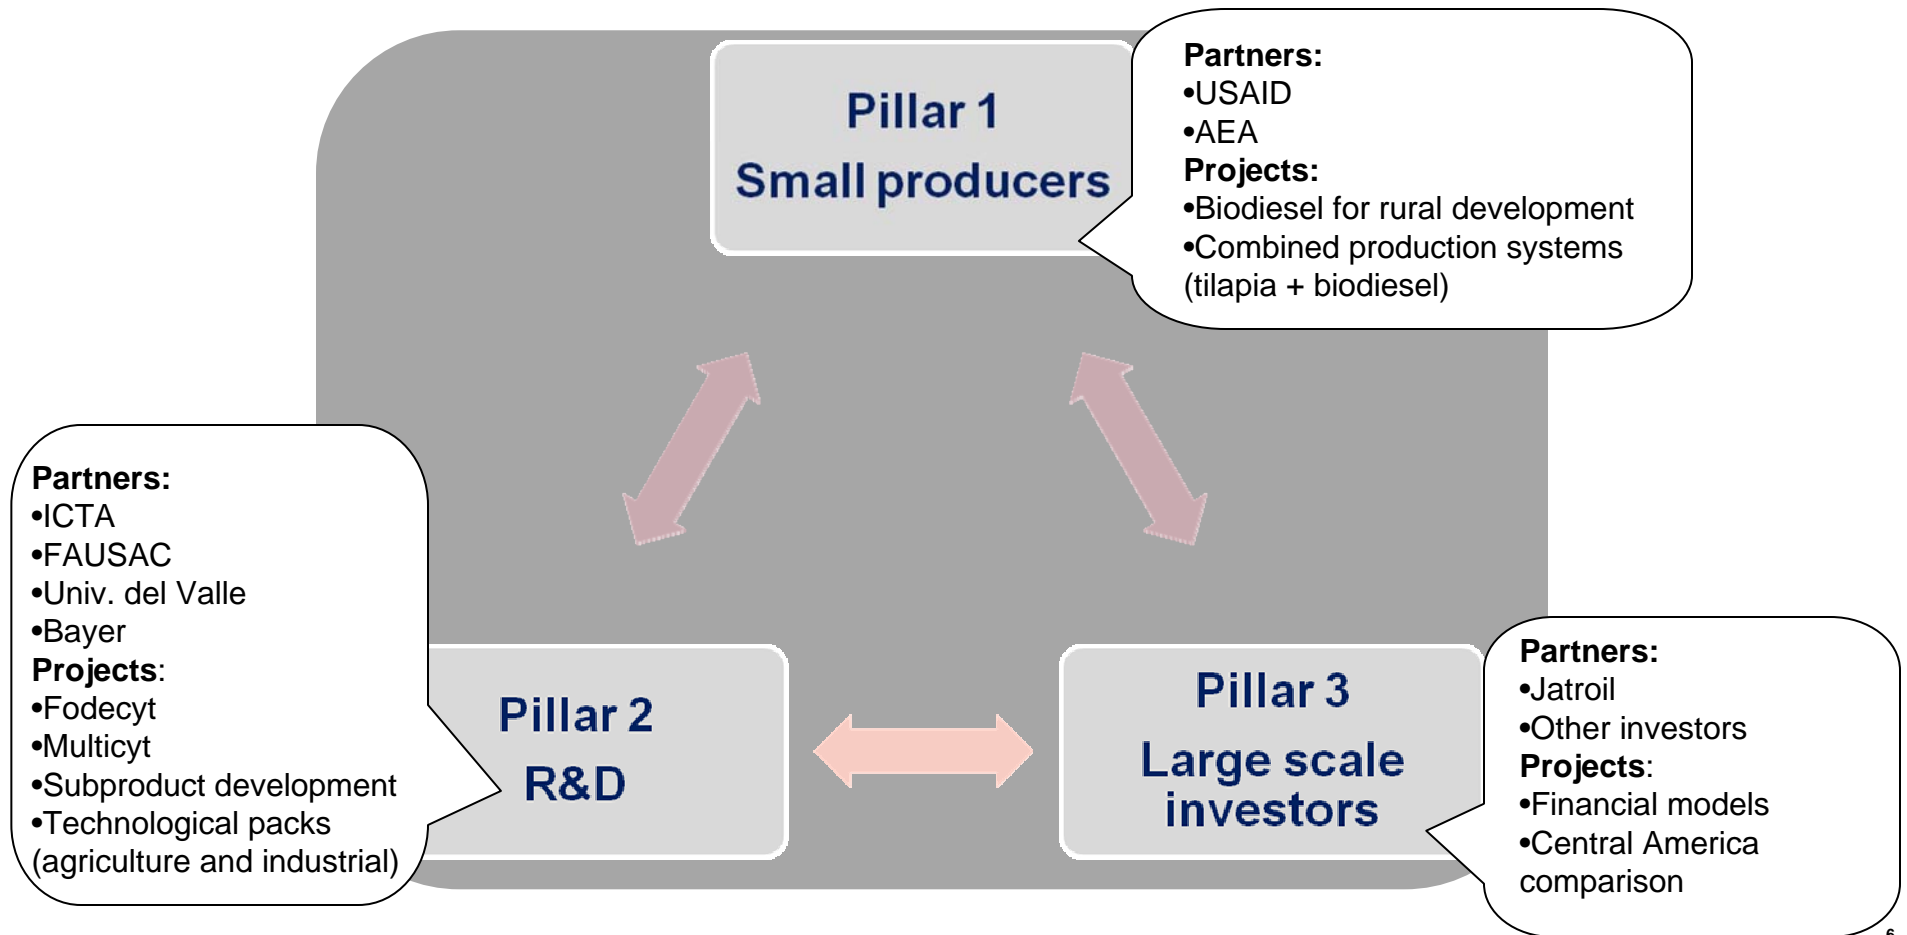 Pillar 1
Small producers
Partners:
•USAID
•AEA
Projects:
•Biodiesel for rural development
•Combined production systems
(tilapia + biodiesel)
Partners:
•ICTA
•FAUSAC
•Univ. del Valle
•Bayer
Projects:
•Fodecyt
•Multicyt
•Subproduct development
•Technological packs
(agriculture and industrial)
Pillar 2
R&D
Pillar 3
Large scale
investors
Partners:
•Jatroil
•Other investors
Projects:
•Financial models
•Central America
comparison
6